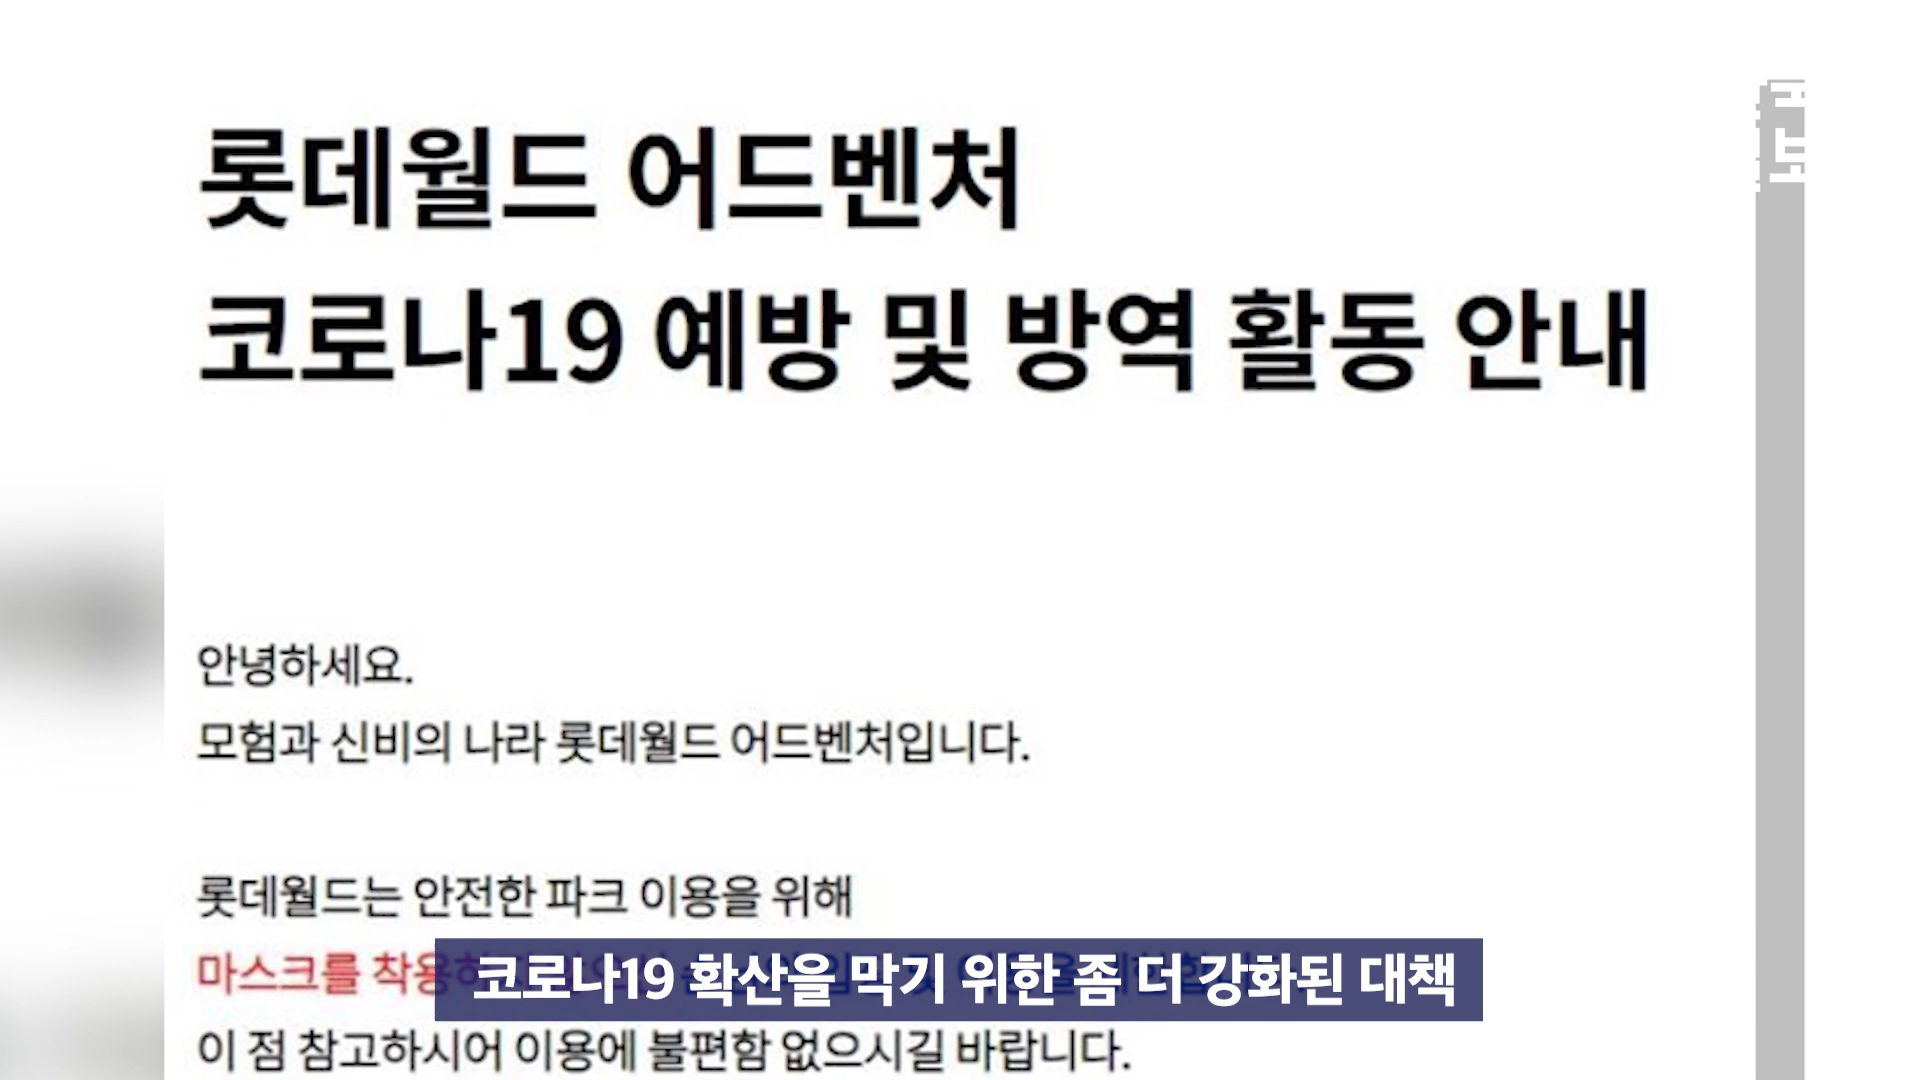 롯데월드 어드벤처
코로나19 예방 및 방역 활동 안내
안녕하세요.
모험과 신비의 나라 롯데월드 어드벤처입니다.
롯데월드는 안전한 파크 이용을 위해
마스크를 착용
코로나19 확산을 막기 위한 좀 더 강화된 대책
이 점 참고하시어 이용에 불편함 없으시길 바랍니다.